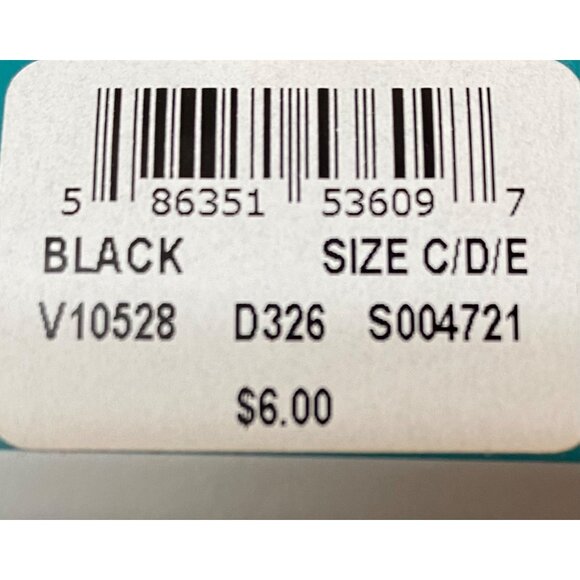 5 86351 53609 7
BLACK SIZE C/D/E
V10528 D326 S004721
$6.00